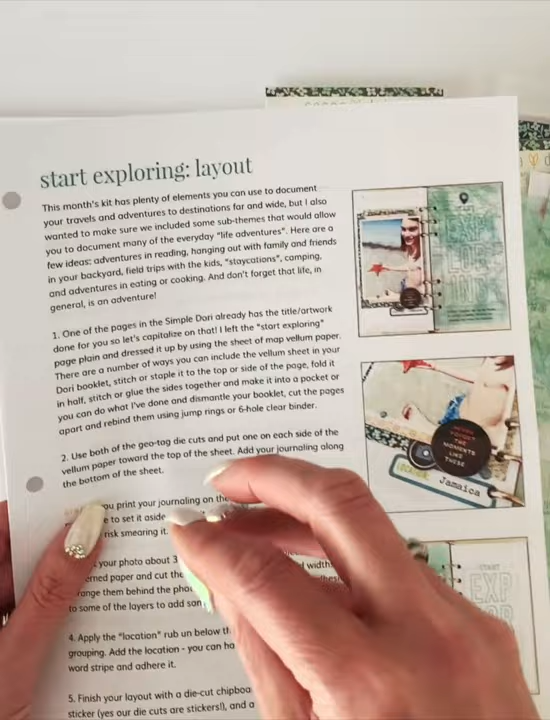 start exploring: layout
This month's kit has plenty of elements you can use to document
your travels and adventures to destinations far and wide, but I also
wanted to make sure we included some sub-themes that would allow
you to document many of the everyday "life adventures". Here are a
few ideas: adventures in reading, hanging out with family and friends
in your backyard, field trips with the kids, "staycations", camping,
and adventures in eating or cooking. And don't forget that life, in
general, is an adventure!
1. One of the pages in the Simple Dori already has the title/artwork
done for you so let's capitalize on that! I left the "start exploring"
page plain and dressed it up by using the sheet of map vellum paper.
There are a number of ways you can include the vellum sheet in your
Dori booklet, stitch or staple it to the top or side of the page, fold it
in half, stitch or glue the sides together and make it into a pocket or
you can do what I've done and dismantle your booklet, cut the pages
apart and rebind them using jump rings or 6-hole clear binder.
2. Use both of the geo-tag die cuts and put one on each side of the
vellum paper toward the top of the sheet. Add your journaling along
the bottom of the sheet.
you print your journaling on the
e to set it aside
risk smearing it.
your photo about 3 width
erned paper and cut the
range them behind the pho
to some of the layers to add
4. Apply the "location" rub un below th
grouping. Add the location - you can ha
word stripe and adhere it.
5. Finish your layout with a die-cut chipboa
sticker (yes our die cuts are stickers!), and a
NEVER
FORGET
THE
MOMENTS
LIKE
THESE
LOCATION:
Jamaica
START
EXP
LOR